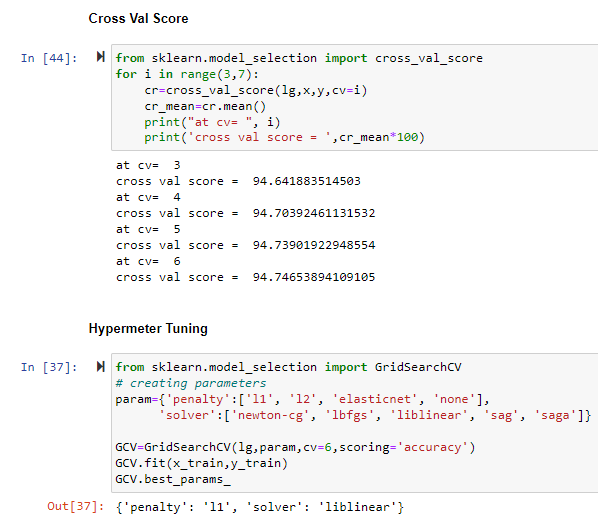 Cross Val Score
In [44]: from sklearn.model_selection import cross_val_score
for i in range(3,7):
    cr=cross_val_score(lg,x,y,cv=i)
    cr_mean=cr.mean()
    print("at cv= ", i)
    print('cross val score = ',cr_mean*100)
at cv=  3
cross val score =  94.641883514503
at cv=  4
cross val score =  94.70392461131532
at cv=  5
cross val score =  94.73901922948554
at cv=  6
cross val score =  94.74653894109105
Hypermeter Tuning
In [37]: from sklearn.model_selection import GridSearchCV
# creating parameters
param={'penalty':['l1', 'l2', 'elasticnet', 'none'],
      'solver':['newton-cg', 'lbfgs', 'liblinear', 'sag', 'saga']}
GCV=GridSearchCV(lg,param,cv=6,scoring='accuracy')
GCV.fit(x_train,y_train)
GCV.best_params_
Out[37]: {'penalty': 'l1', 'solver': 'liblinear'}